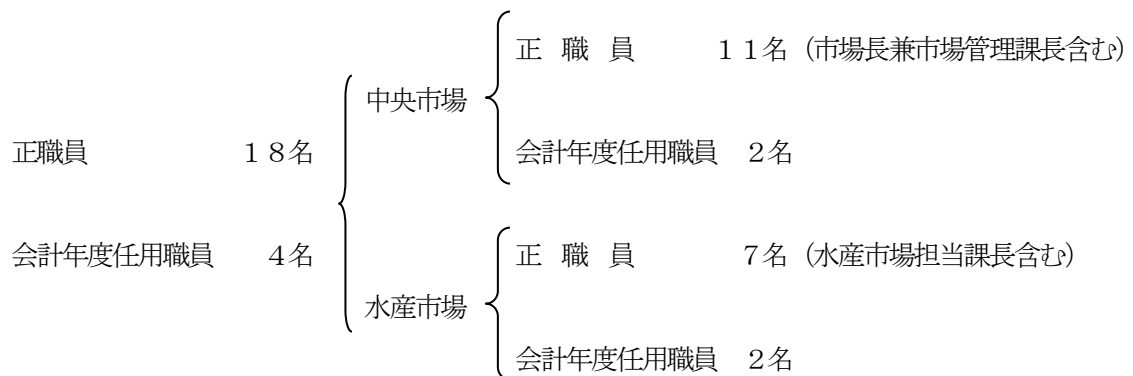 正 職 員 １１名 (市場長兼市場管理課長含む)
中央市場
正職員 １８名
会計年度任用職員 ２名
会計年度任用職員 ４名
正 職 員 ７名 (水産市場担当課長含む)
水産市場
会計年度任用職員 ２名